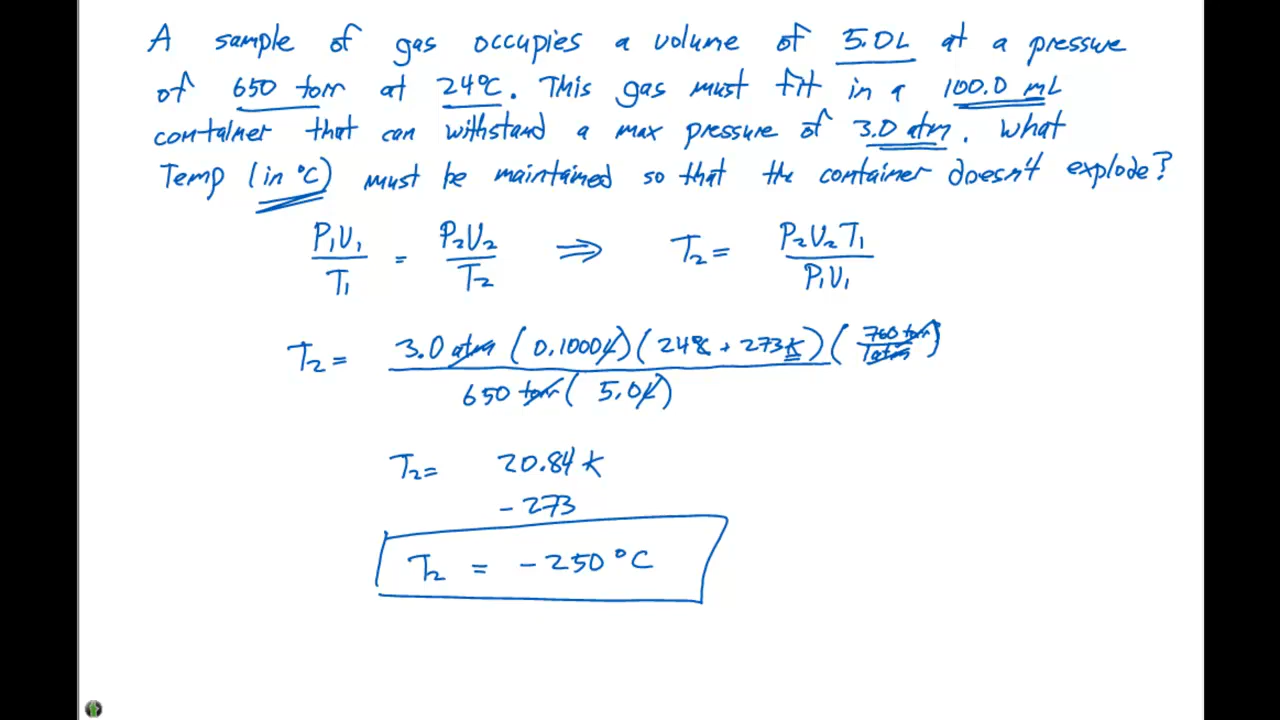 A sample of gas occupies a volume of 5.0L at a pressure
of 650 torr at 24°C. This gas must fit in a 100.0 mL
container that can withstand a max pressure of 3.0 atm. What
Temp (in °C) must be maintained so that the container doesn't explode?
P₁V₁/T₁ = P₂V₂/T₂ ⇒ T₂ = P₂V₂T₁/P₁V₁
T₂ = 3.0 atm (0.1000 L)(24°C + 273K)(760 torr/1 atm) / 650 torr (5.0 L)
T₂ = 20.84 K
- 273
T₂ = - 250 °C